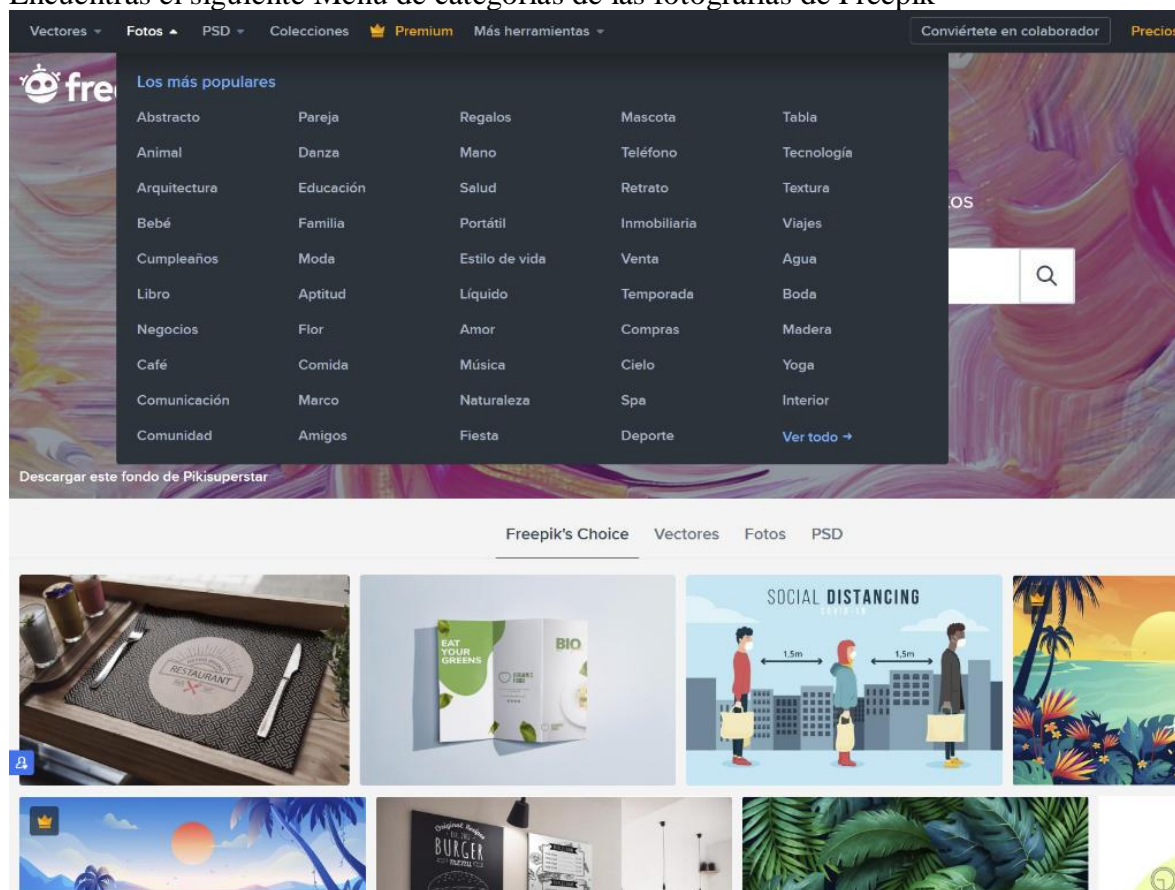 Encuentras el siguiente Menú de categorías de las fotografías de Freepik
Vectores Fotos PSD Colecciones Premium Más herramientas Conviértete en colaborador Precios
fre
Los más populares
Abstracto Pareja Regalos Mascota Tabla
Animal Danza Mano Teléfono Tecnología
Arquitectura Educación Salud Retrato Textura
os
Bebé Familia Portátil Inmobiliaria Viajes
Cumpleaños Moda Estilo de vida Venta Agua
Libro Aptitud Líquido Temporada Boda
Negocios Flor Amor Compras Madera
Café Comida Música Cielo Yoga
Comunicación Marco Naturaleza Spa Interior
Comunidad Amigos Fiesta Deporte Ver todo →
Descargar este fondo de Pikisuperstar
Freepik's Choice Vectores Fotos PSD
RESTAURANT
EAT
YOUR
GREENS
BIO
SOCIAL DISTANCING
1,5m 1,5m
Original Recipes
BURGER
MENU